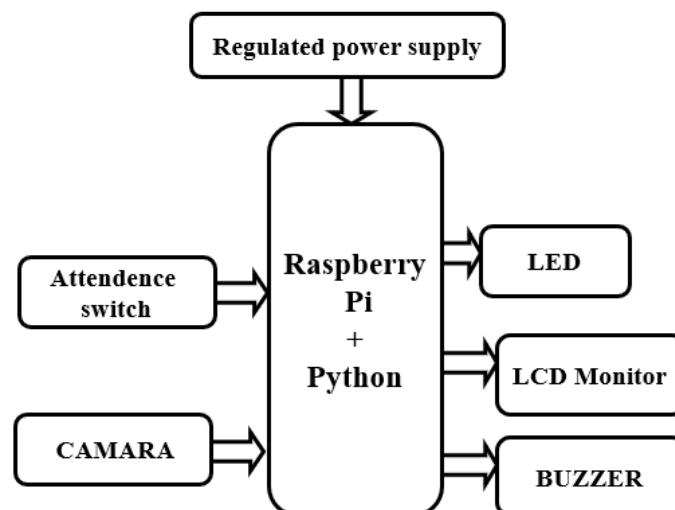 Regulated power supply
Attendence
switch
CAMARA
Raspberry
Pi
+
Python
LED
LCD Monitor
BUZZER